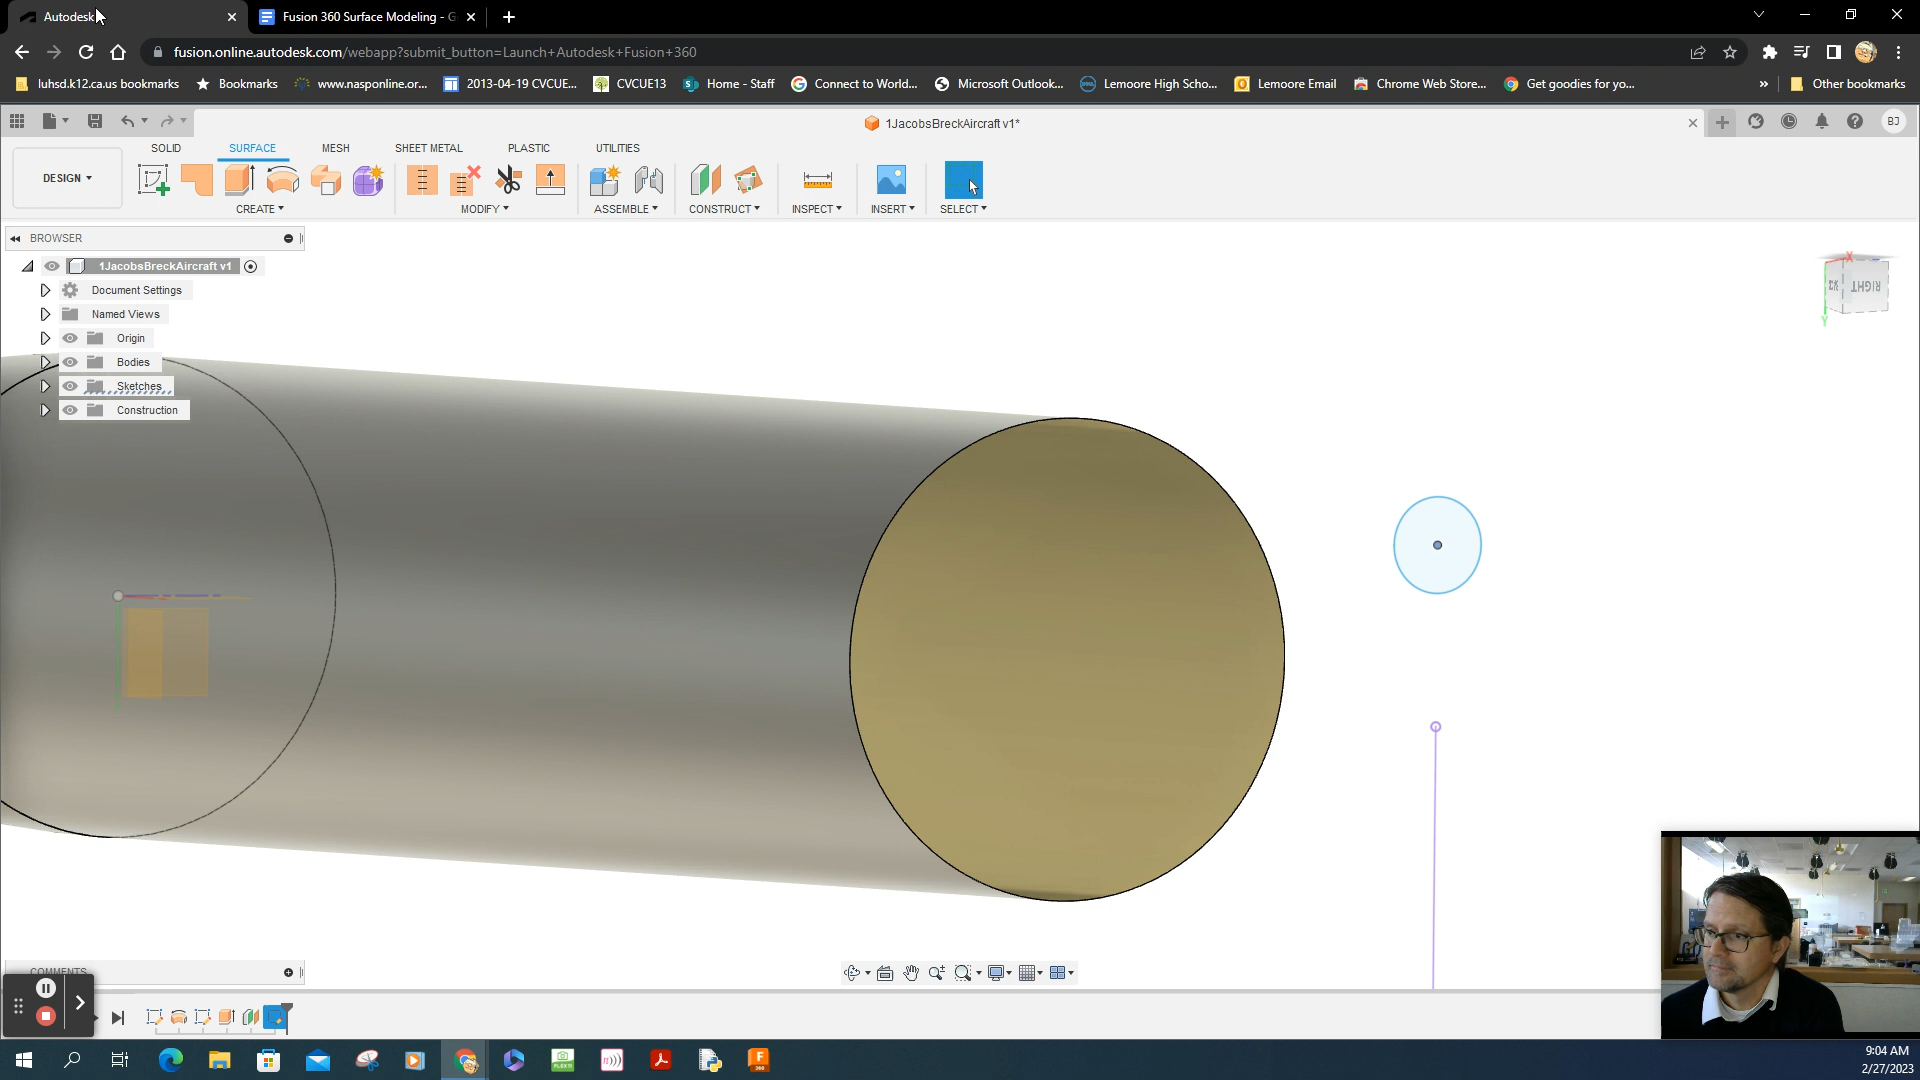 Autodesk
Fusion 360 Surface Modeling - G
fusion.online.autodesk.com/webapp?submit_button=Launch+Autodesk+Fusion+360
luhsd.k12.ca.us bookmarks
Bookmarks
www.nasponline.or...
2013-04-19 CVCUE...
CVCUE13
Home - Staff
Connect to World...
Microsoft Outlook...
Lemoore High Scho...
Lemoore Email
Chrome Web Store...
Get goodies for yo...
»
Other bookmarks
1JacobsBreckAircraft v1*
BJ
SOLID
SURFACE
MESH
SHEET METAL
PLASTIC
UTILITIES
DESIGN
CREATE
MODIFY
ASSEMBLE
CONSTRUCT
INSPECT
INSERT
SELECT
BROWSER
1JacobsBreckAircraft v1
Document Settings
Named Views
Origin
Bodies
Sketches
Construction
X
RIGHT
Y
COMMENTS
9:04 AM
2/27/2023